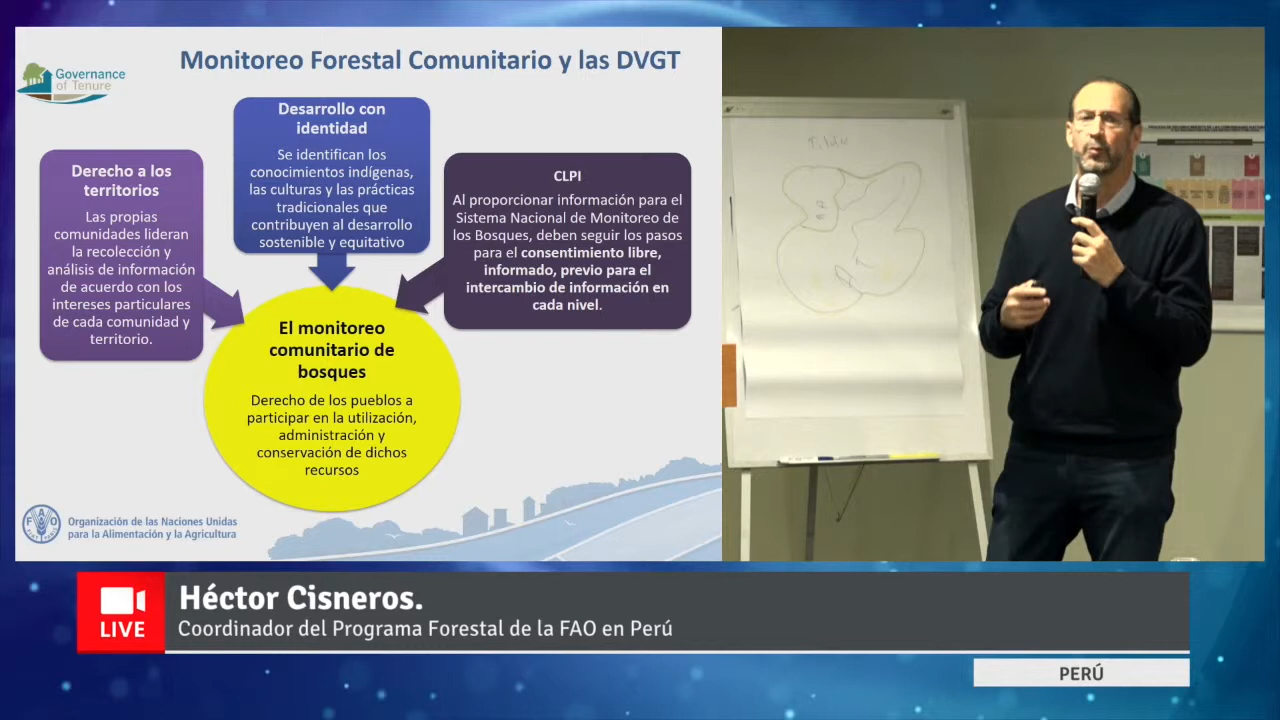 Monitoreo Forestal Comunitario y las DVGT
Governance
of Tenure
Desarrollo con
identidad
Se identifican los
conocimientos indígenas,
las culturas y las prácticas
tradicionales que
contribuyen al desarrollo
sostenible y equitativo
Derecho a los
territorios
Las propias
comunidades lideran
la recolección y
análisis de información
de acuerdo con los
intereses particulares
de cada comunidad y
territorio.
CLPI
Al proporcionar información para el
Sistema Nacional de Monitoreo de
los Bosques, deben seguir los pasos
para el consentimiento libre,
informado, previo para el
intercambio de información en
cada nivel.
El monitoreo
comunitario de
bosques
Derecho de los pueblos a
participar en la utilización,
administración y
conservación de dichos
recursos
FAO
FIAT PANIS
Organización de las Naciones Unidas
para la Alimentación y la Agricultura
LIVE
Héctor Cisneros.
Coordinador del Programa Forestal de la FAO en Perú
PERÚ